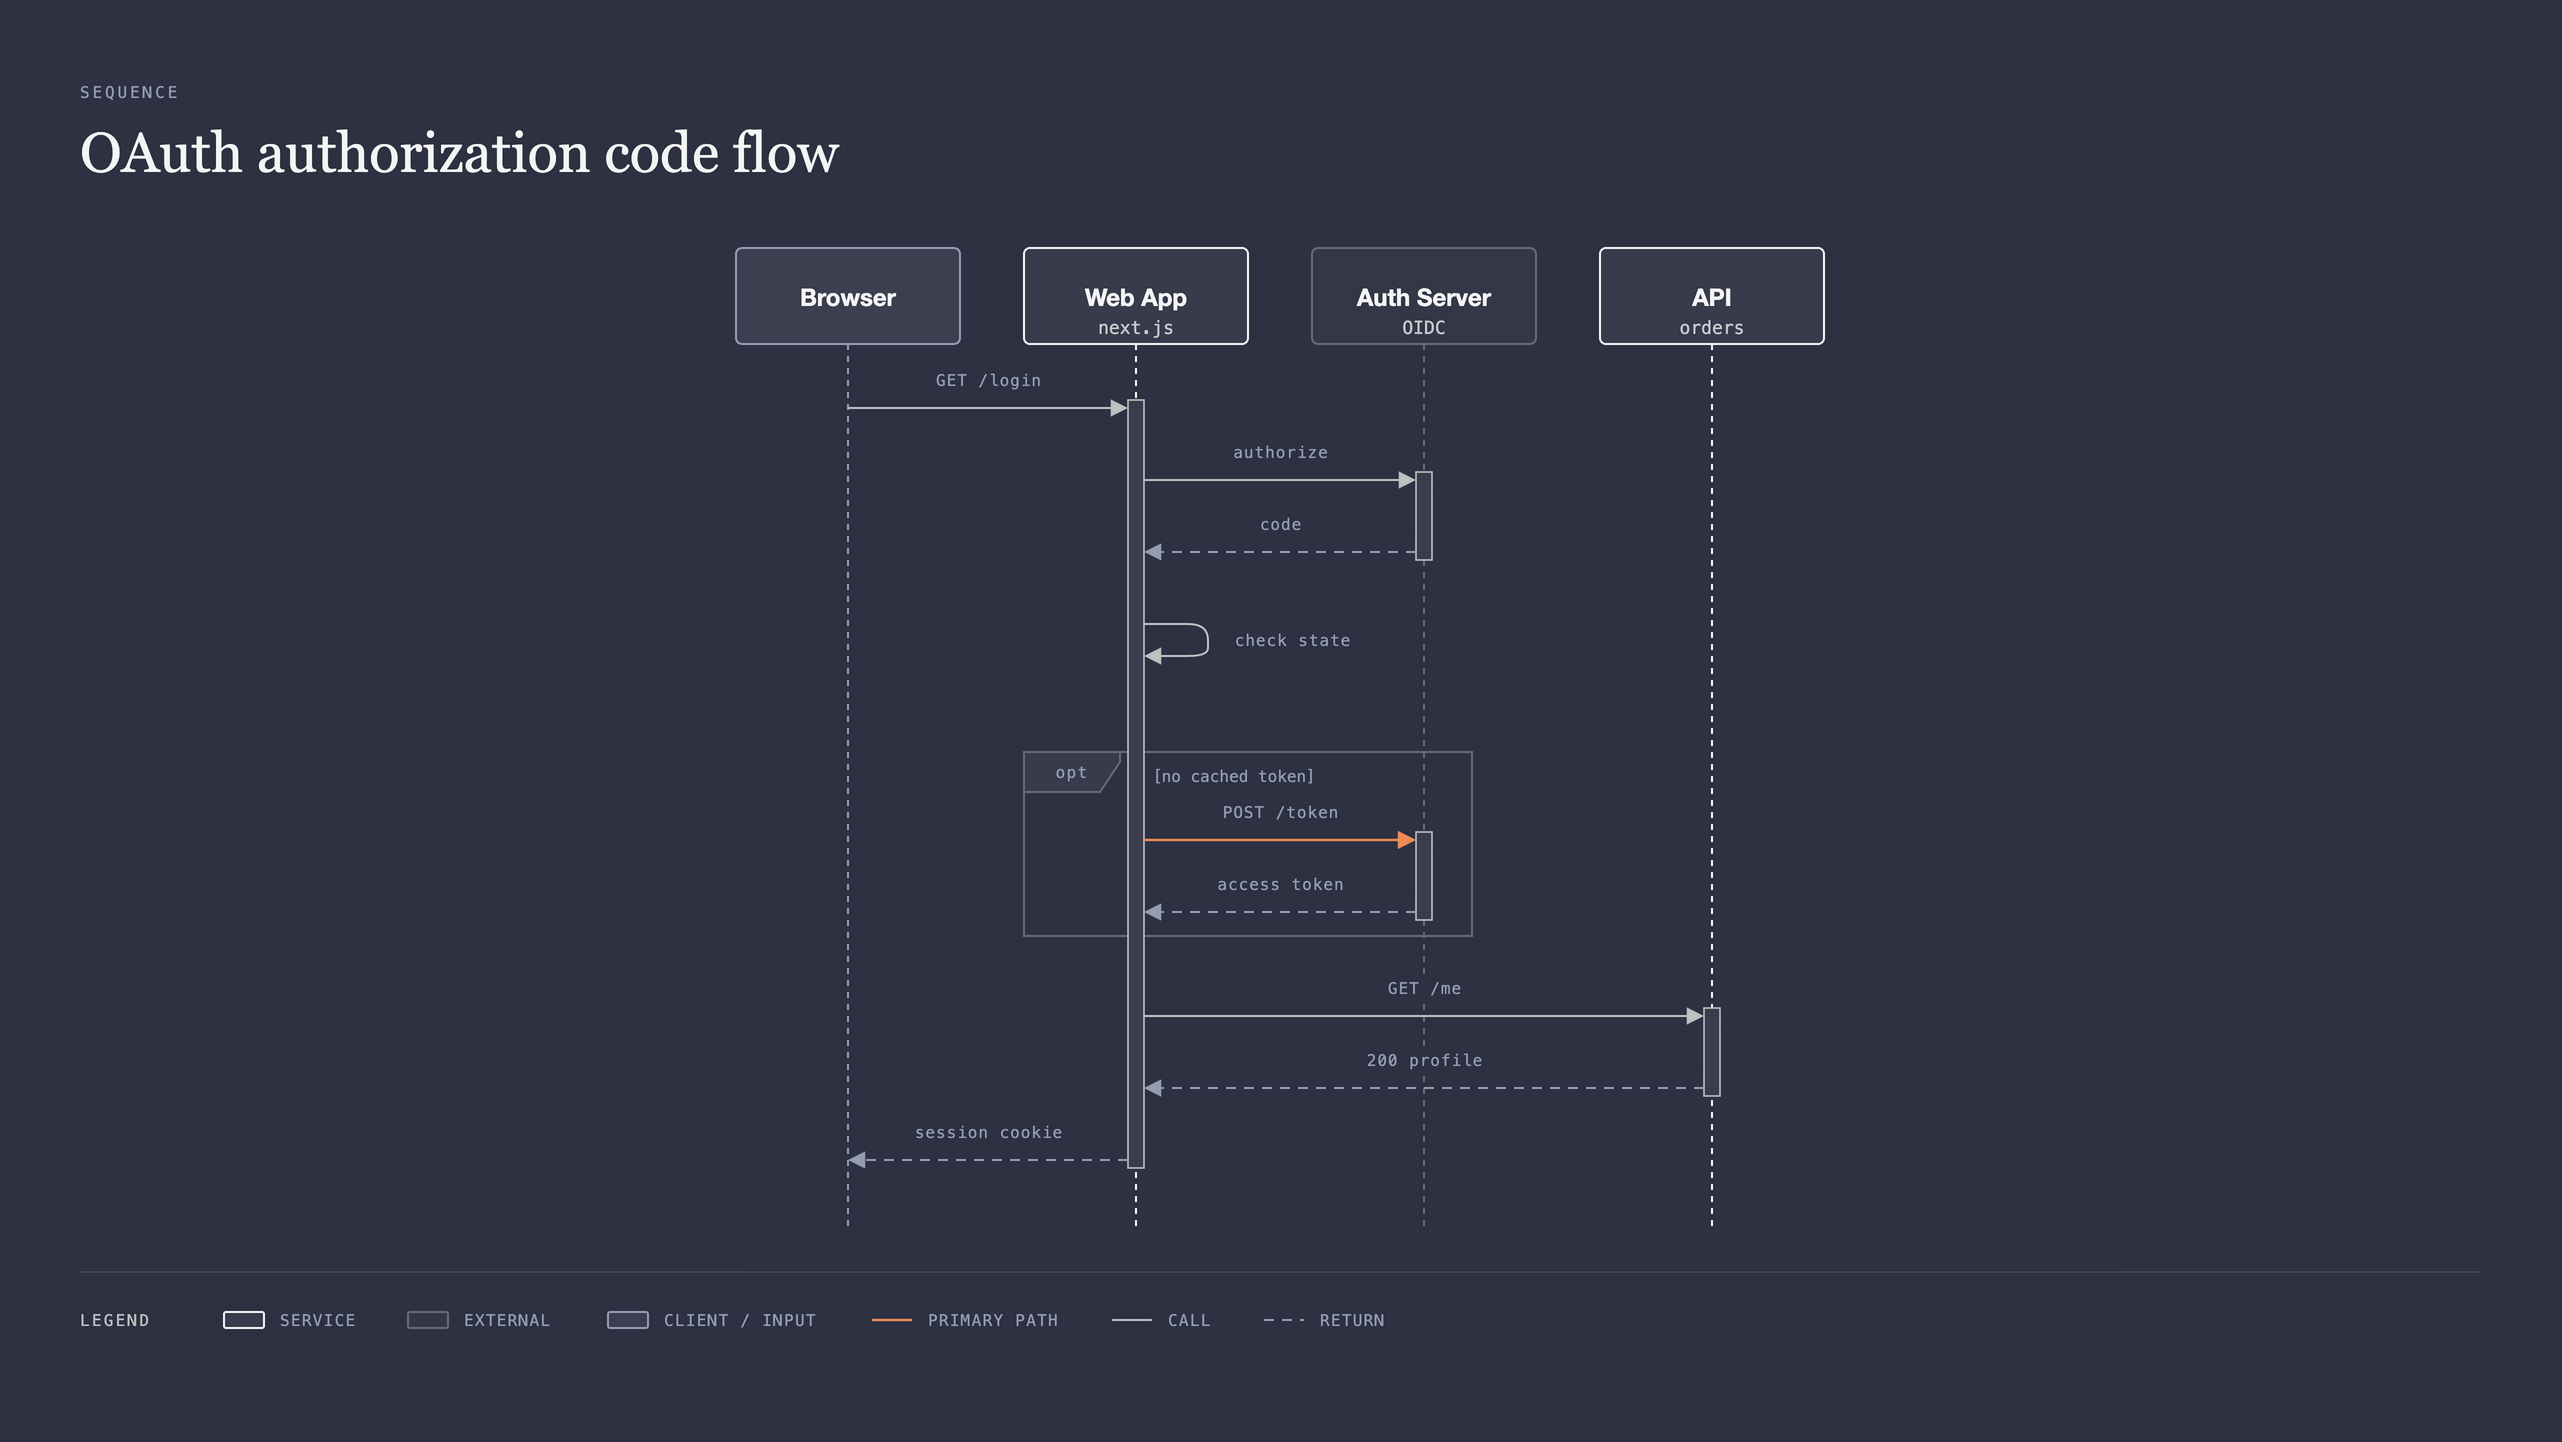 SEQUENCE
OAuth authorization code flow
Browser
Web App
next.js
Auth Server
OIDC
API
orders
GET /login
authorize
code
check state
opt
[no cached token]
POST /token
access token
GET /me
200 profile
session cookie
LEGEND
SERVICE
EXTERNAL
CLIENT / INPUT
PRIMARY PATH
CALL
RETURN